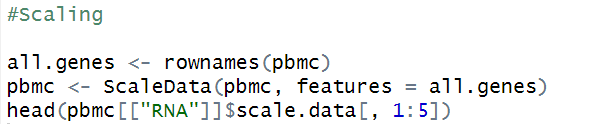 #Scaling
all.genes <- rownames(pbmc)
pbmc <- ScaleData(pbmc, features = all.genes)
head(pbmc[["RNA"]]$scale.data[, 1:5])